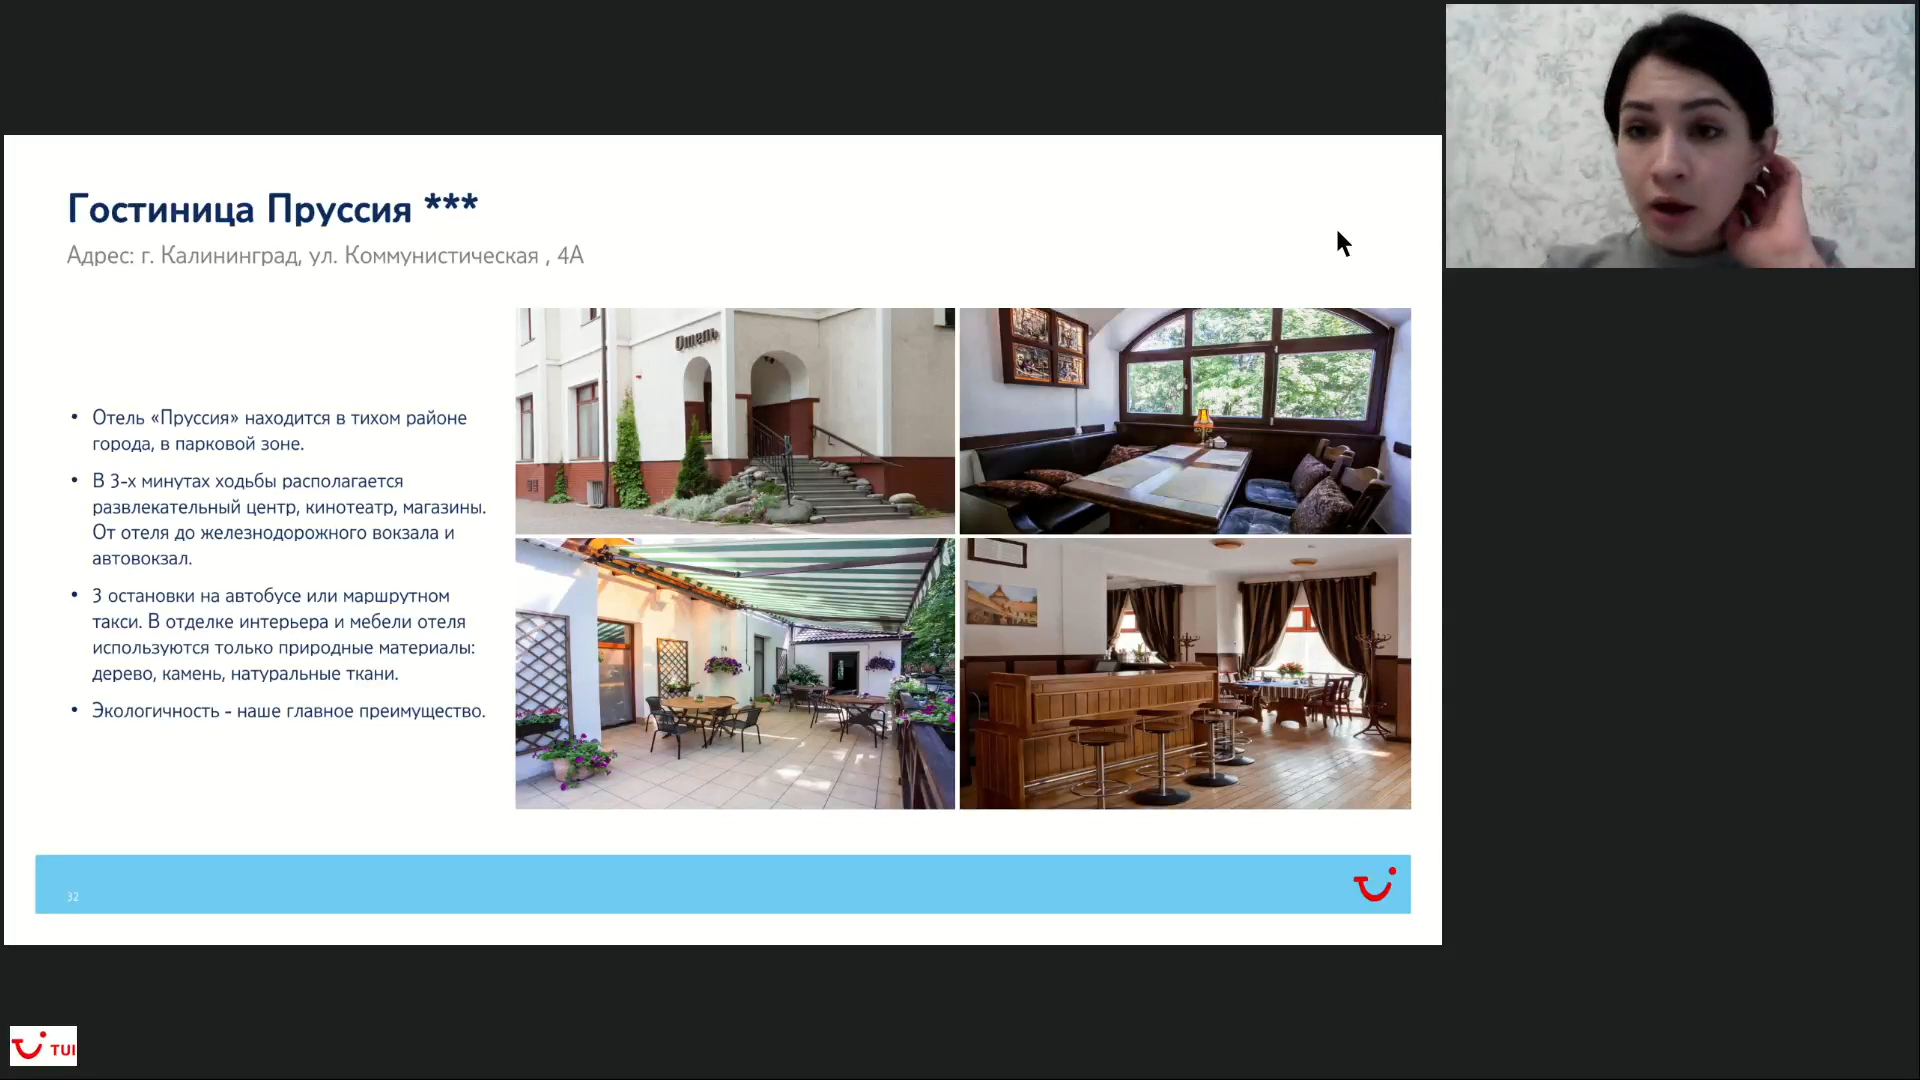 Гостиница Пруссия ***
Адрес: г. Калининград, ул. Коммунистическая , 4А
• Отель «Пруссия» находится в тихом районе
города, в парковой зоне.
• В 3-х минутах ходьбы располагается
развлекательный центр, кинотеатр, магазины.
От отеля до железнодорожного вокзала и
автовокзал.
• 3 остановки на автобусе или маршрутном
такси. В отделке интерьера и мебели отеля
используются только природные материалы:
дерево, камень, натуральные ткани.
• Экологичность - наше главное преимущество.
Отель
32
TUI